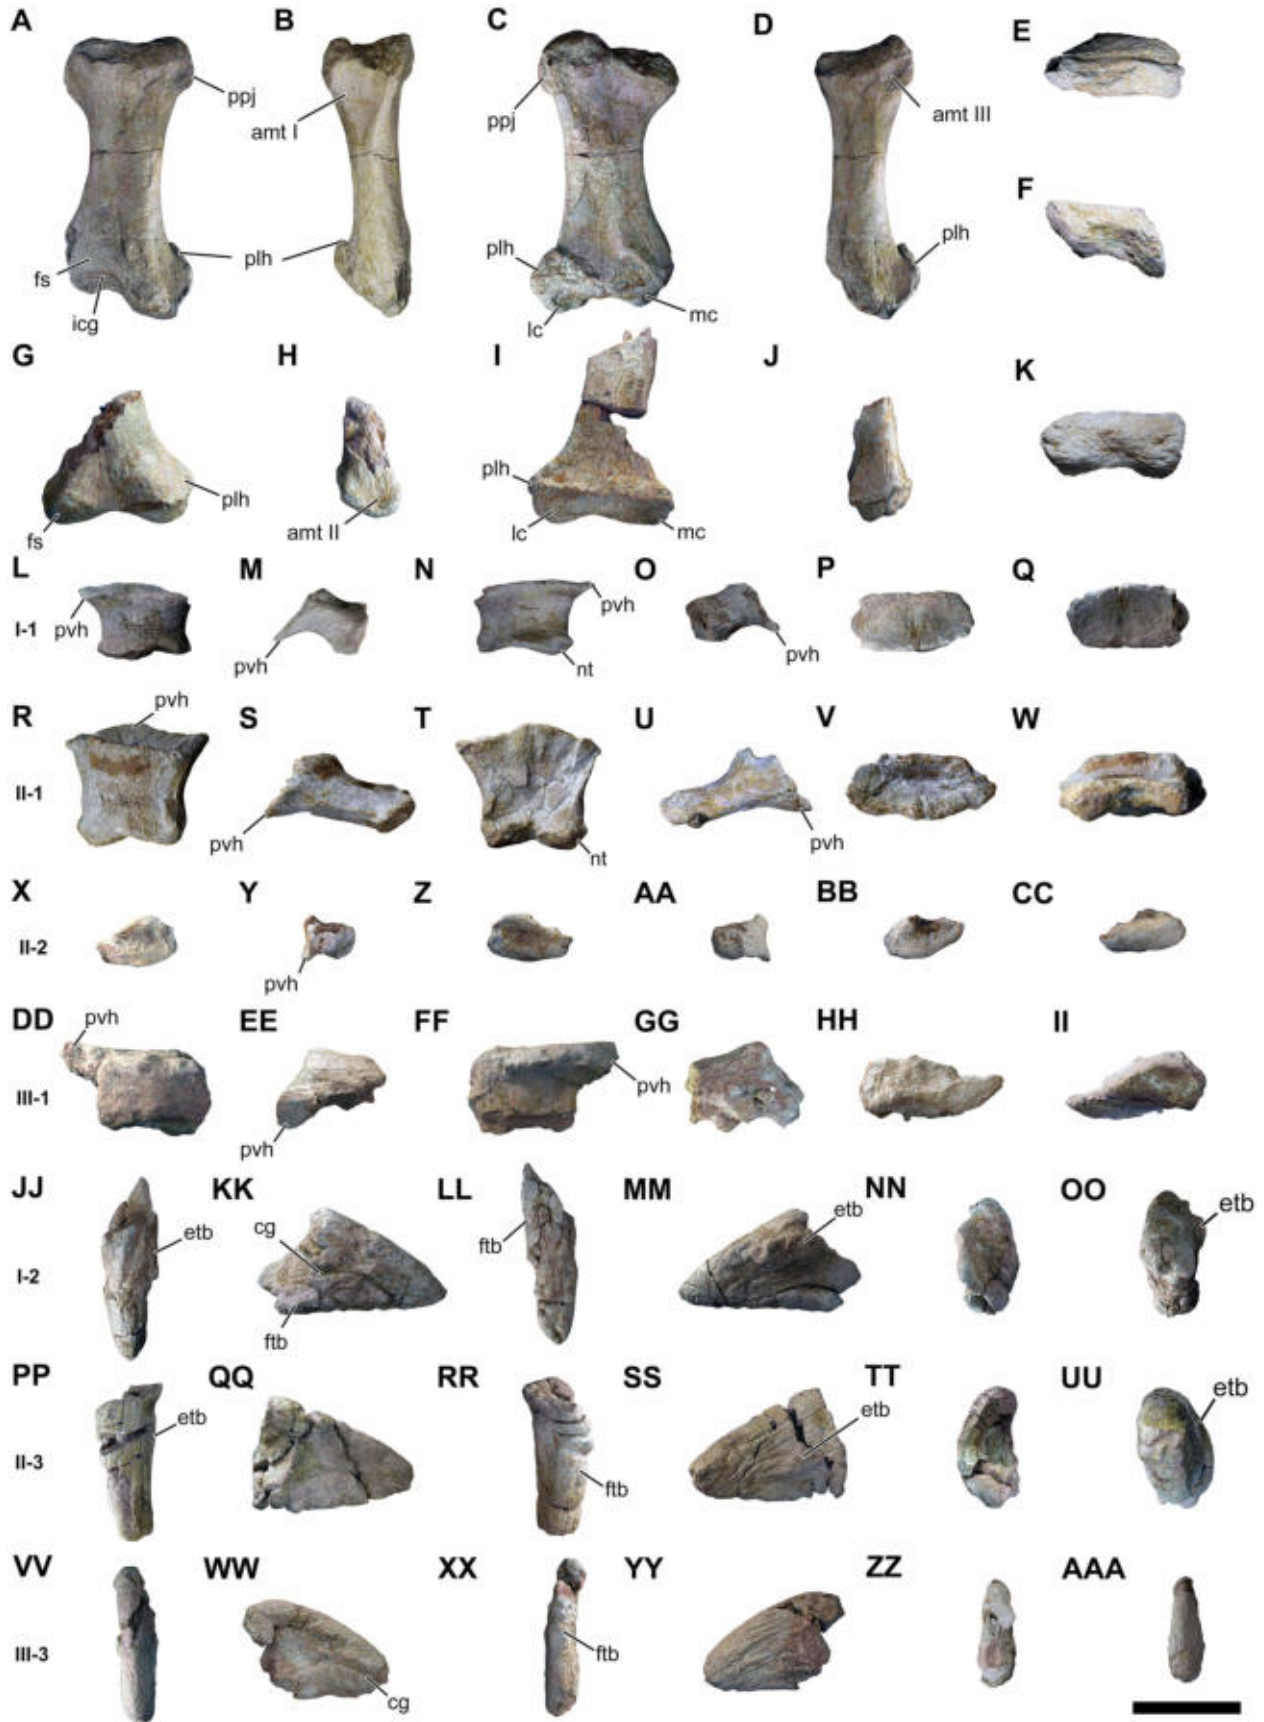 A B C D E
ppj
amt I
ppj
amt III
F
plh
plh
plh
fs
icg
lc
mc
G H I J K
plh
plh
fs
amt II
lc
mc
L M N O P Q
I-1
pvh
pvh
pvh
nt
pvh
R S T U V W
pvh
II-1
pvh
nt
pvh
X Y Z AA BB CC
II-2
pvh
DD EE FF GG HH II
pvh
III-1
pvh
pvh
JJ KK LL MM NN OO
etb
cg
ftb
etb
etb
I-2
ftb
PP QQ RR SS TT UU
etb
etb
etb
II-3
ftb
VV WW XX YY ZZ AAA
III-3
ftb
cg